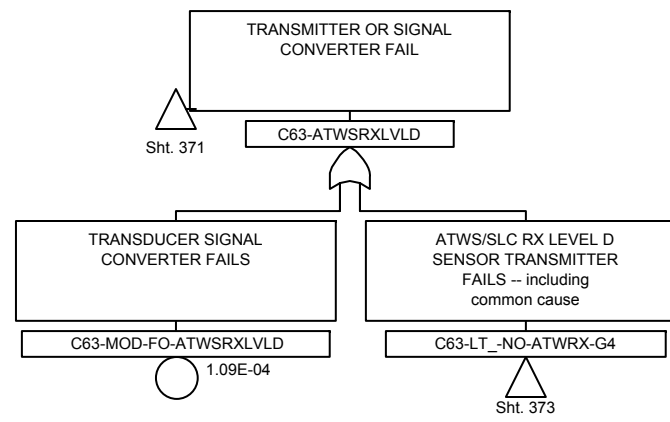 TRANSMITTER OR SIGNAL
CONVERTER FAIL
Sht. 371
C63-ATWSRXLVLD
TRANSDUCER SIGNAL
CONVERTER FAILS
C63-MOD-FO-ATWSRXLVLD
1.09E-04
ATWS/SLC RX LEVEL D
SENSOR TRANSMITTER
FAILS -- including
common cause
C63-LT_-NO-ATWRX-G4
Sht. 373